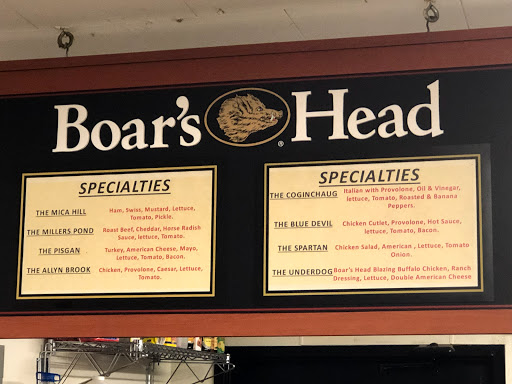 Boar's Head
®
SPECIALTIES
THE MICA HILL Ham, Swiss, Mustard, Lettuce,
Tomato, Pickle.
THE MILLERS POND Roast Beef, Cheddar, Horse Radish
Sauce, lettuce, Tomato.
THE PISGAN Turkey, American Cheese, Mayo,
Lettuce, Tomato, Bacon.
THE ALLYN BROOK Chicken, Provolone, Caesar, Lettuce,
Tomato.
SPECIALTIES
THE COGINCHAUG Italian with Provolone, Oil & Vinegar,
lettuce, Tomato, Roasted & Banana
Peppers.
THE BLUE DEVIL Chicken Cutlet, Provolone, Hot Sauce,
lettuce, Tomato, Bacon.
THE SPARTAN Chicken Salad, American , Lettuce, Tomato
Onion.
THE UNDERDOG Boar's Head Blazing Buffalo Chicken, Ranch
Dressing, Lettuce, Double American Cheese